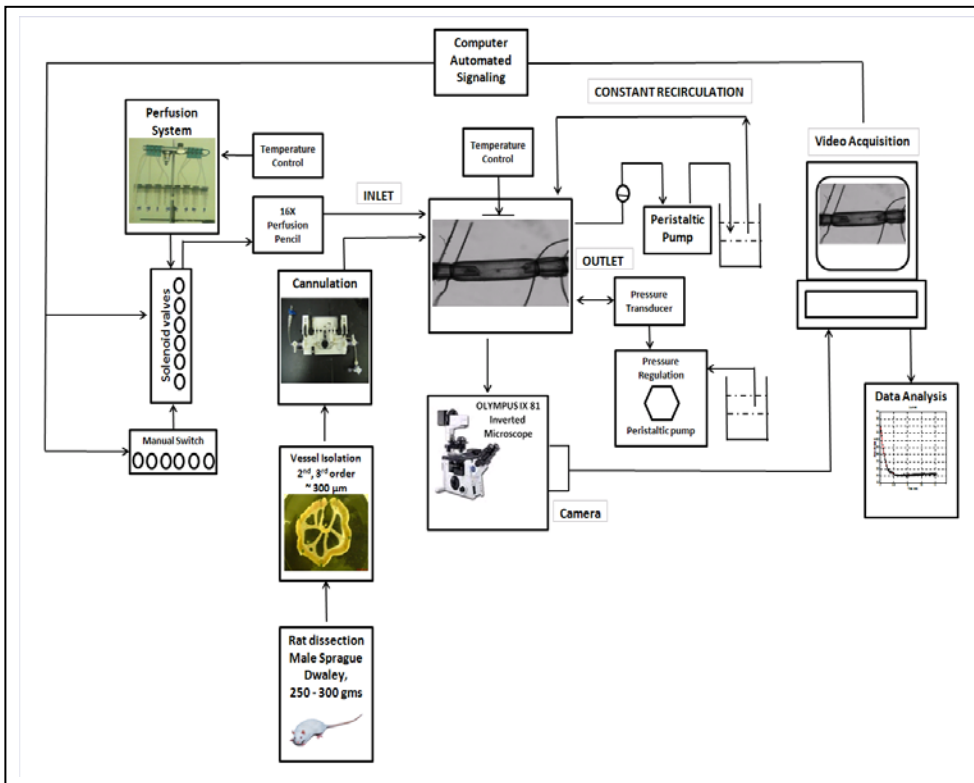 Computer
Automated
Signaling
CONSTANT RECIRCULATION
Perfusion
System
Temperature
Control
Temperature
Control
Video Acquisition
INLET
16X
Perfusion
Pencil
Peristaltic
Pump
OUTLET
Cannulation
Solenoid valves
Pressure
Transducer
Pressure
Regulation
Peristaltic pump
Data Analysis
OLYMPUS IX 81
Inverted
Microscope
Manual Switch
Vessel Isolation
2nd, 3rd order
~ 300 µm
Camera
Rat dissection
Male Sprague
Dwaley,
250 - 300 gms